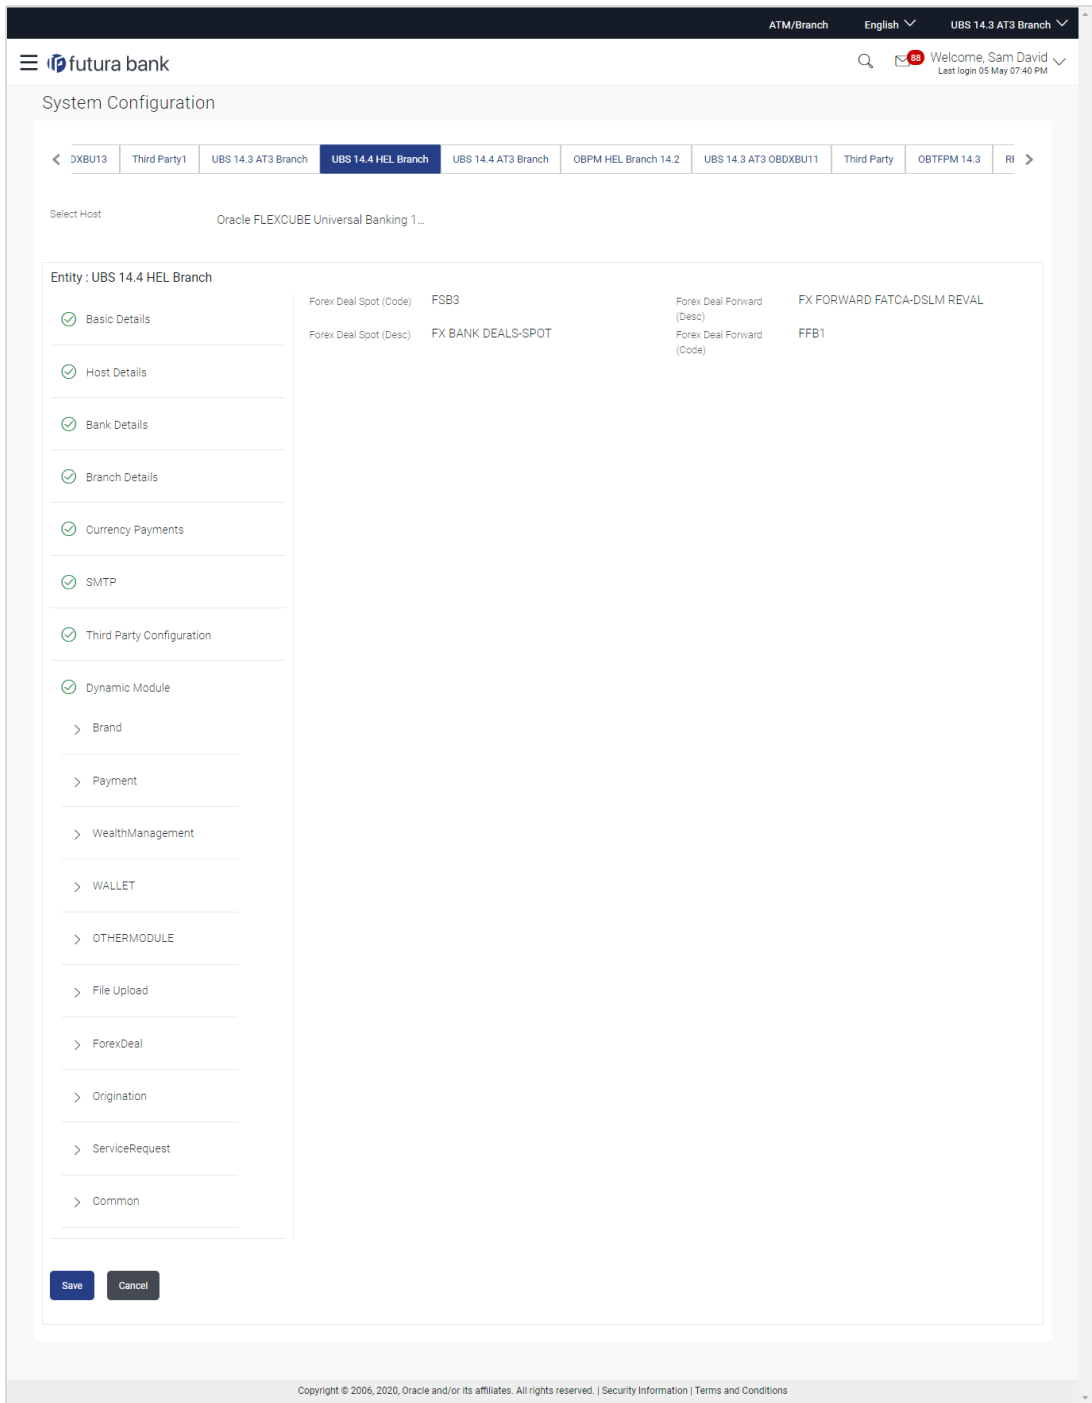 ATM/Branch English UBS 14.3 AT3 Branch
futura bank 88 Welcome, Sam David
Last login 05 May 07:40 PM
System Configuration
DXBU13 Third Party1 UBS 14.3 AT3 Branch UBS 14.4 HEL Branch UBS 14.4 AT3 Branch OBPM HEL Branch 14.2 UBS 14.3 AT3 OBDXBU11 Third Party OBTFPM 14.3
Select Host Oracle FLEXCUBE Universal Banking 1...
Entity : UBS 14.4 HEL Branch
Forex Deal Spot (Code) FSB3 Forex Deal Forward (Desc) FX FORWARD FATCA-DSLM REVAL
Forex Deal Spot (Desc) FX BANK DEALS-SPOT Forex Deal Forward (Code) FFB1
Basic Details
Host Details
Bank Details
Branch Details
Currency Payments
SMTP
Third Party Configuration
Dynamic Module
Brand
Payment
WealthManagement
WALLET
OTHERMODULE
File Upload
ForexDeal
Origination
ServiceRequest
Common
Save Cancel
Copyright © 2006, 2020, Oracle and/or its affiliates. All rights reserved. | Security Information | Terms and Conditions